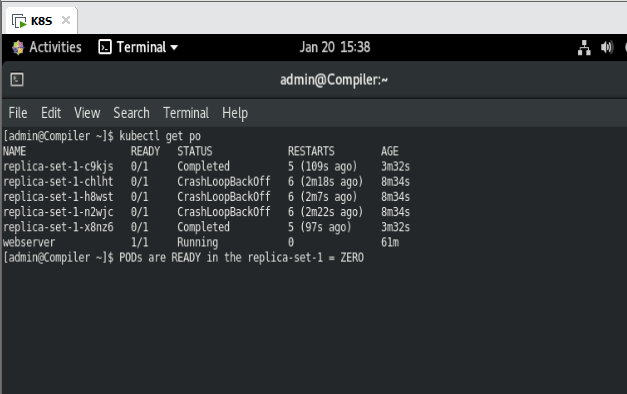 K8S
Activities Terminal Jan 20 15:38
admin@Compiler:~
File Edit View Search Terminal Help
[admin@Compiler ~]$ kubectl get po
NAME READY STATUS RESTARTS AGE
replica-set-1-c9kjs 0/1 Completed 5 (109s ago) 3m32s
replica-set-1-chlht 0/1 CrashLoopBackOff 6 (2m18s ago) 8m34s
replica-set-1-h8wst 0/1 CrashLoopBackOff 6 (2m7s ago) 8m34s
replica-set-1-n2wjc 0/1 CrashLoopBackOff 6 (2m22s ago) 8m34s
replica-set-1-x8nz6 0/1 Completed 5 (97s ago) 3m32s
webserver 1/1 Running 0 61m
[admin@Compiler ~]$ PODs are READY in the replica-set-1 = ZERO